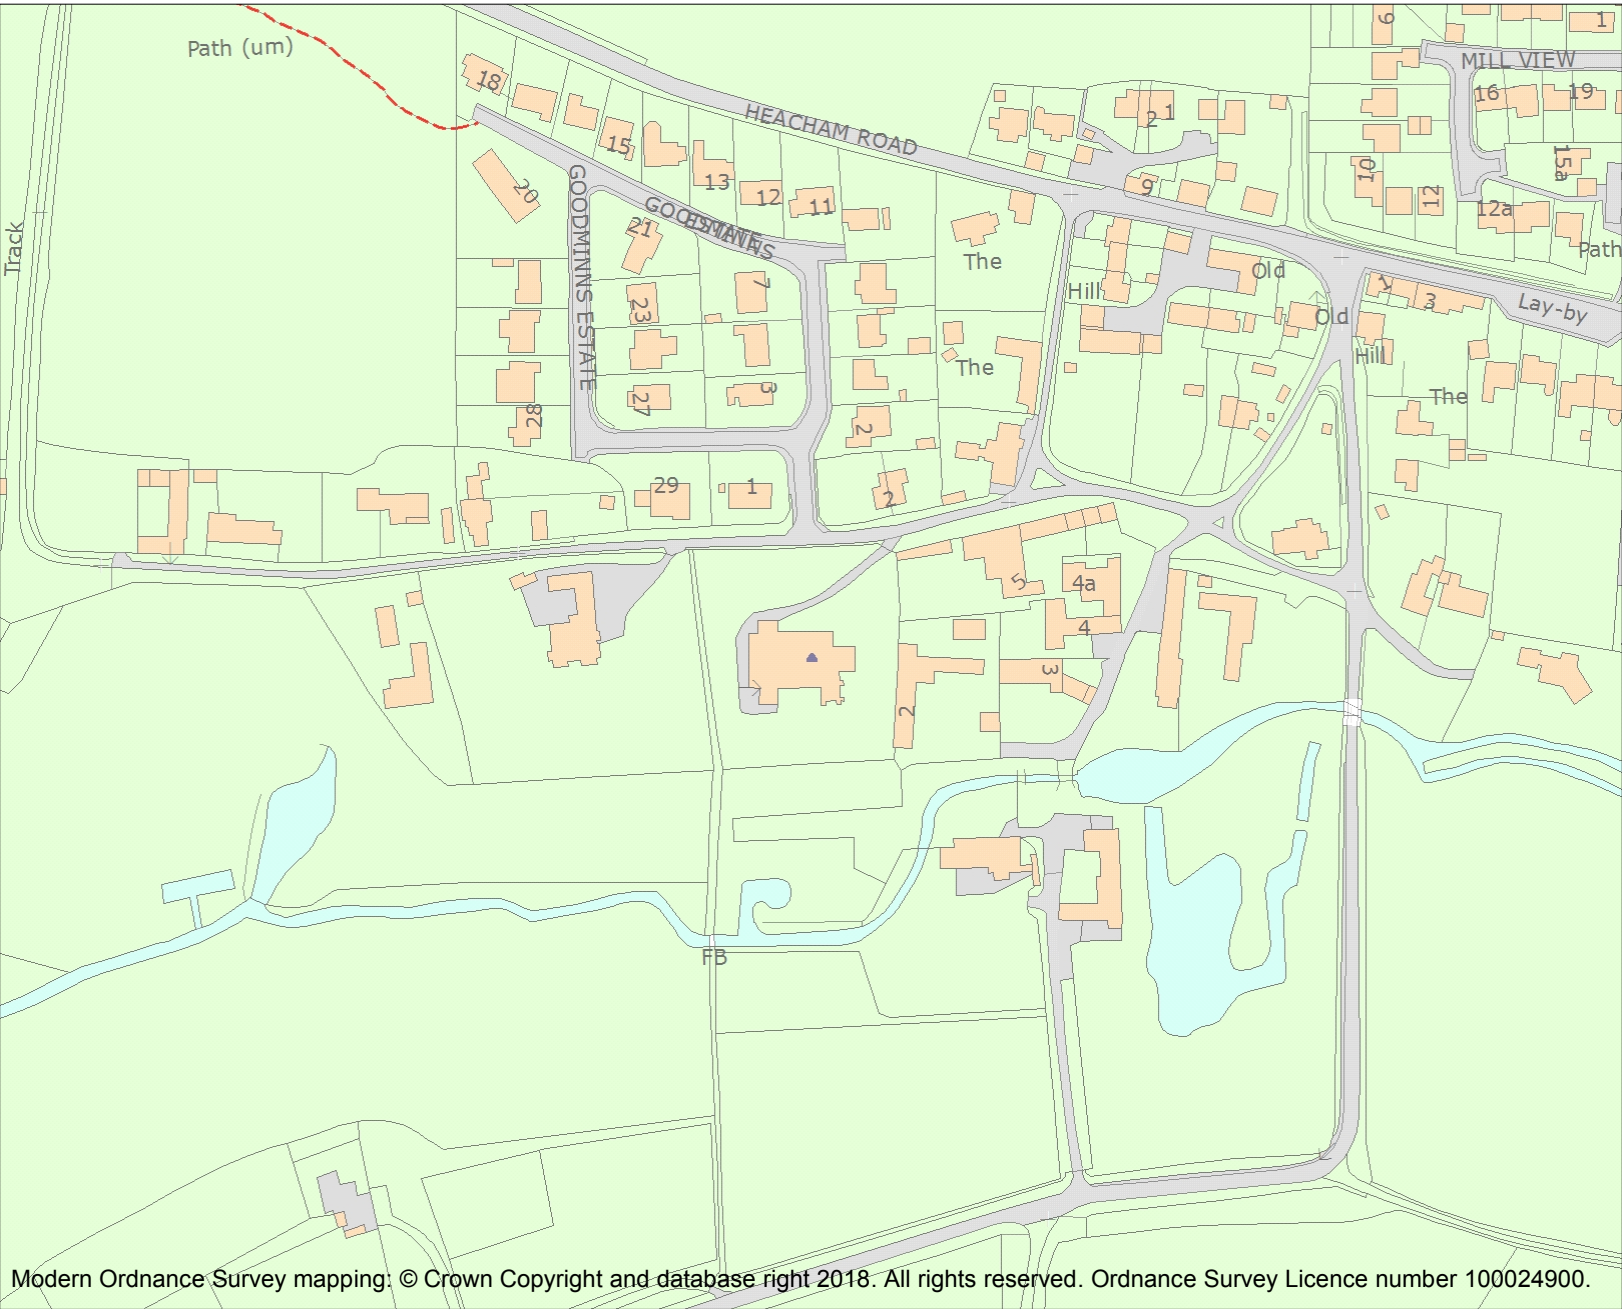 Path (um)
18
6
1
MILL VIEW
16
19
HEACHAM ROAD
2
1
15
15a
13
10
20
12
9
12
11
12a
GOODMINNS
ESTATE
21
Path
Track
The
Old
GOODMINNS ESTATE
7
Hill
1
3
Lay-by
23
Old
Hill
The
3
The
27
28
2
29
1
2
5
4a
4
3
2
FB
Modern Ordnance Survey mapping: © Crown Copyright and database right 2018. All rights reserved. Ordnance Survey Licence number 100024900.